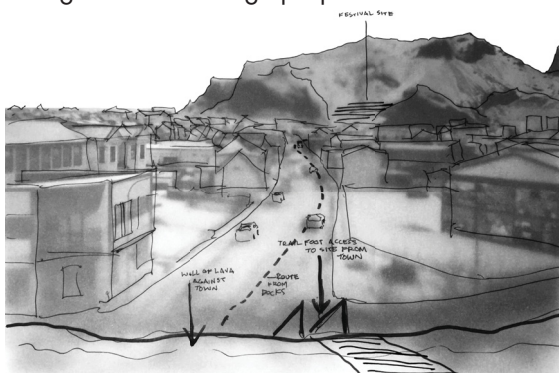 FESTIVAL SITE
TRAIL FOOT ACCESS
TO SITE FROM
TOWN
WALL OF LAVA
AGAINST
TOWN
ROUTE
FROM
DOCKS